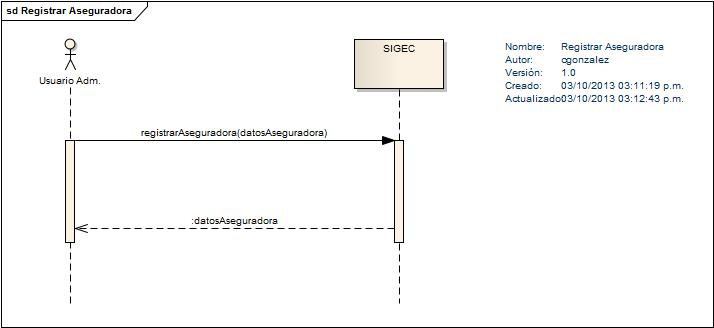 sd Registrar Aseguradora
Usuario Adm.
SIGEC
Nombre: Registrar Aseguradora
Autor: cgonzalez
Versión: 1.0
Creado: 03/10/2013 03:11:19 p.m.
Actualizado03/10/2013 03:12:43 p.m.
registrarAseguradora(datosAseguradora)
:datosAseguradora